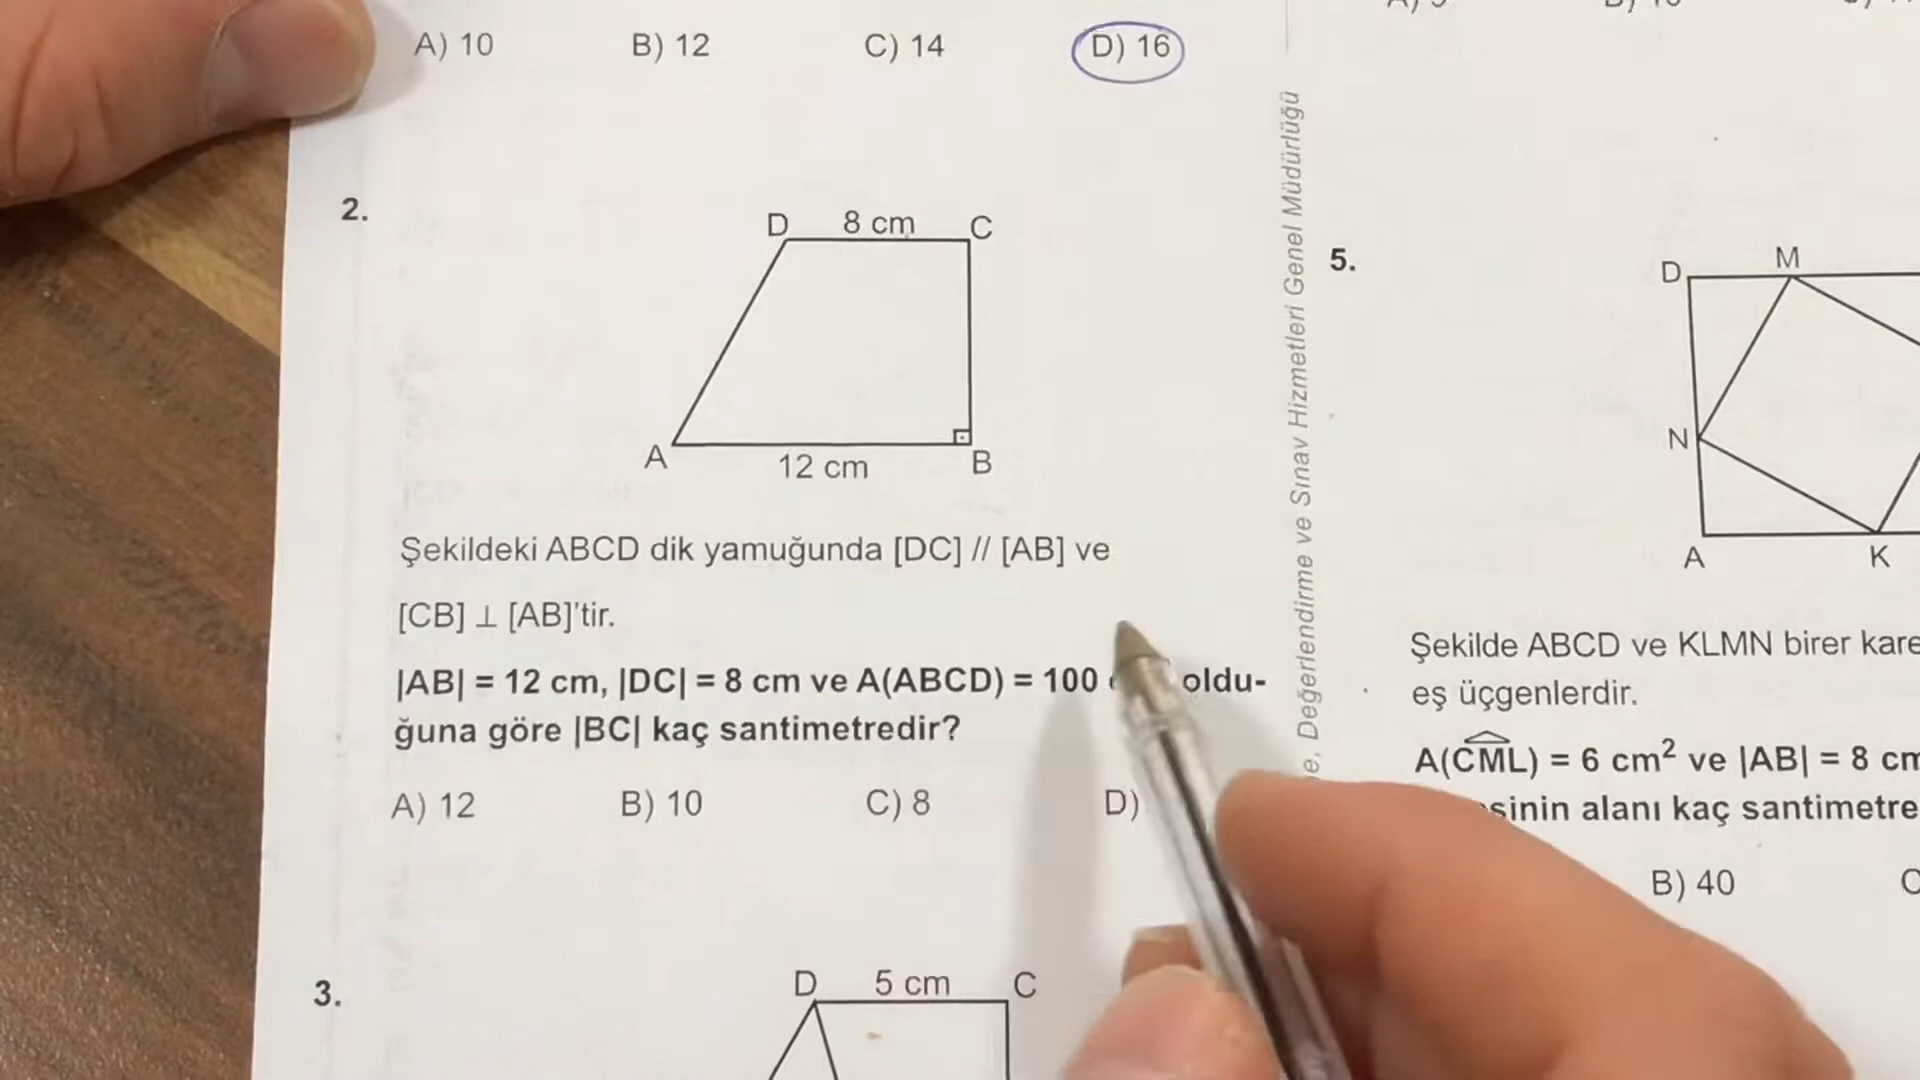 A) 10 B) 12 C) 14 D) 16
2.
D 8 cm C
A 12 cm B
Şekildeki ABCD dik yamuğunda [DC] // [AB] ve
[CB] ⊥ [AB]'tir.
|AB| = 12 cm, |DC| = 8 cm ve A(ABCD) = 100 oldu-
ğuna göre |BC| kaç santimetredir?
A) 12 B) 10 C) 8 D)
3.
D 5 cm C
Değerlendirme ve Sınav Hizmetleri Genel Müdürlüğü
5.
D M
N
A K
Şekilde ABCD ve KLMN birer kare
eş üçgenlerdir.
A(CML) = 6 cm² ve |AB| = 8 cm
alanı kaç
B) 40